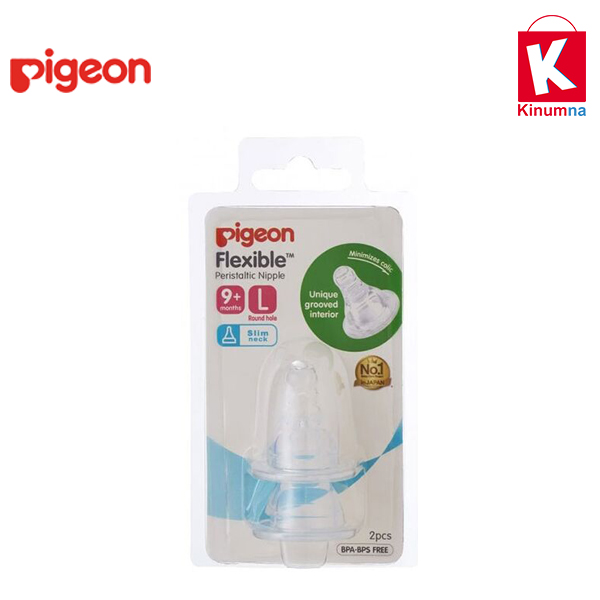 pigeon
K
Kinumna
pigeon
Flexible™
Peristaltic Nipple
9+
months
L
Round hole
Slim
neck
Minimizes colic
Unique
grooved
interior
No.1
IN JAPAN
2pcs
BPA-BPS FREE